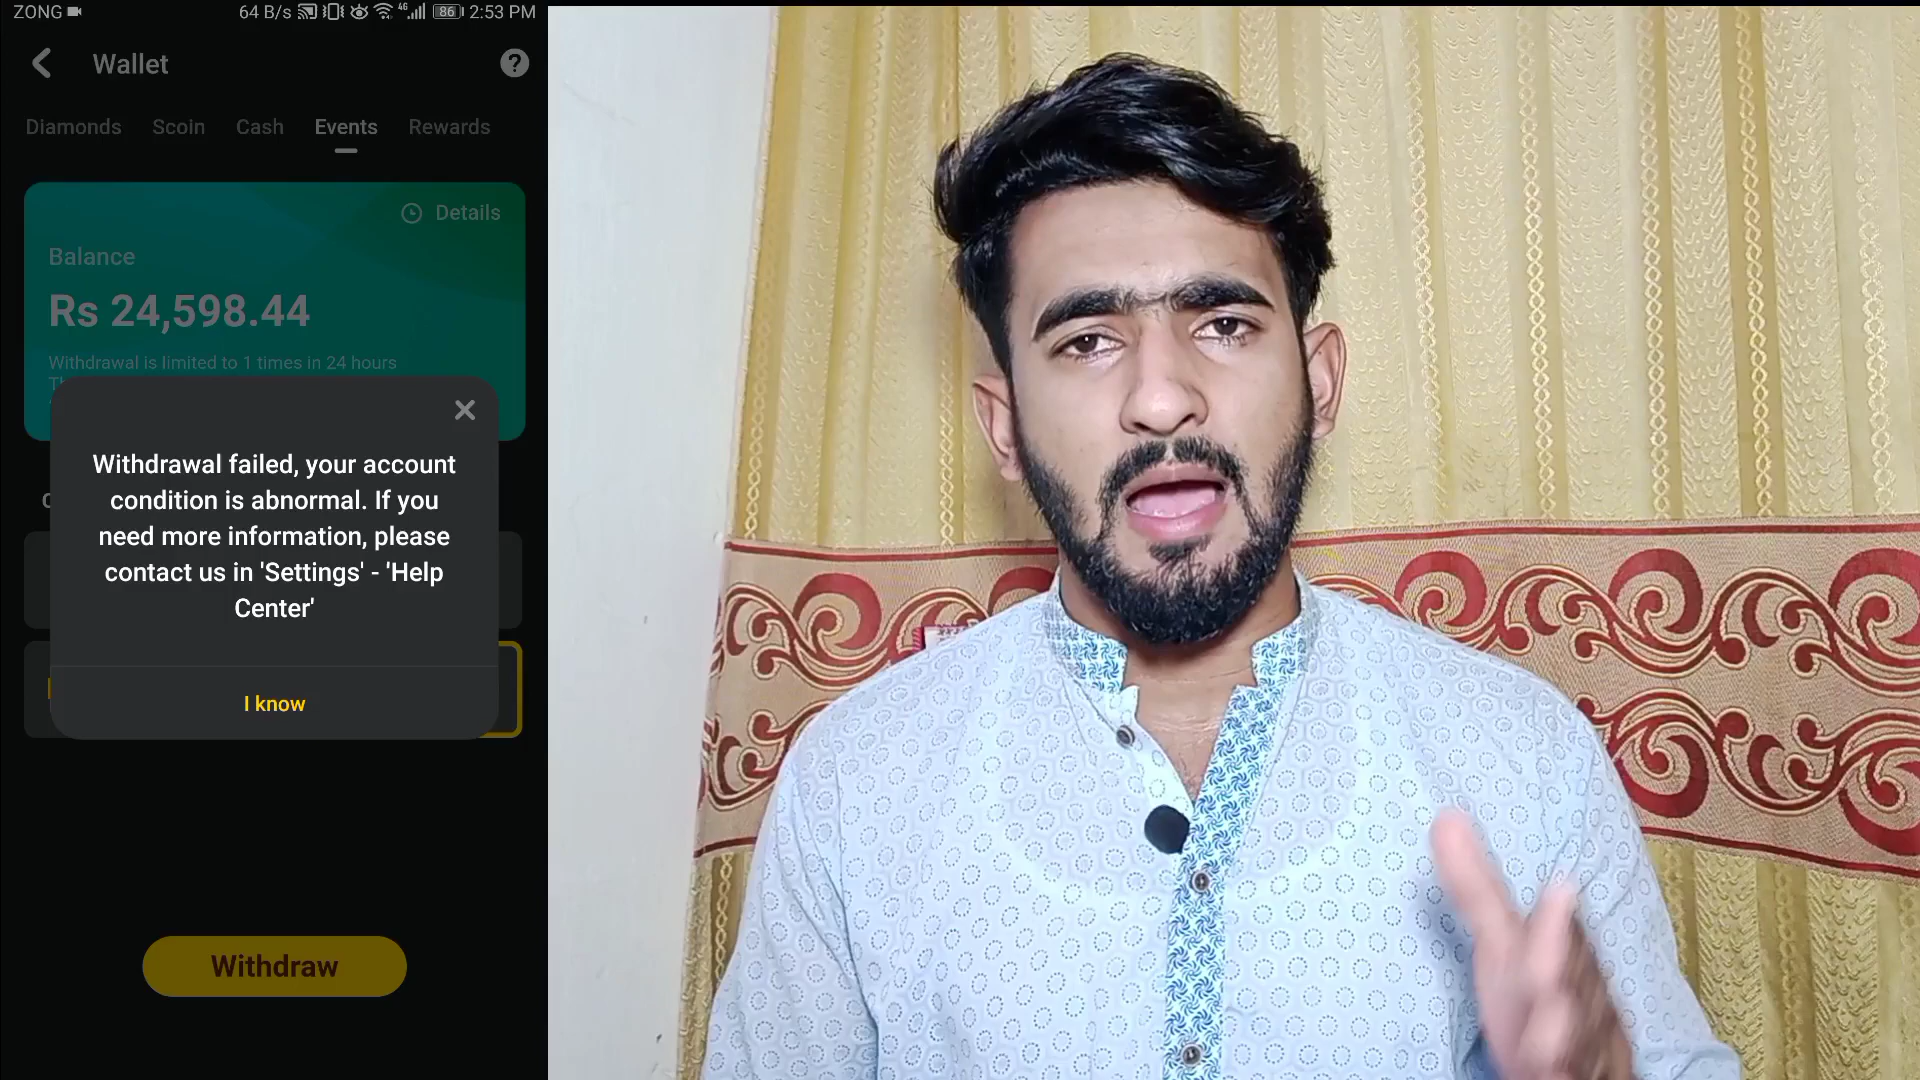 ZONG 64 B/s 4G 86 2:53 PM
Wallet ?
Diamonds Scoin Cash Events Rewards
Details
Balance
Rs 24,598.44
Withdrawal is limited to 1 times in 24 hours
Withdrawal failed, your account
condition is abnormal. If you
need more information, please
contact us in 'Settings' - 'Help
Center'
I know
Withdraw